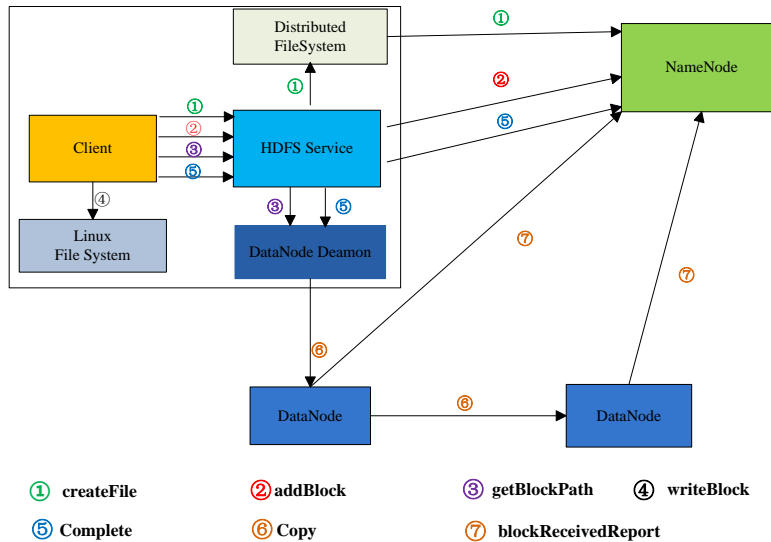 Distributed
FileSystem
①
NameNode
①
②
①
②
③
⑤
⑤
Client
HDFS Service
④
③
⑤
Linux
File System
DataNode Deamon
⑦
⑦
⑥
DataNode
⑥
DataNode
① createFile
② addBlock
③ getBlockPath
④ writeBlock
⑤ Complete
⑥ Copy
⑦ blockReceivedReport